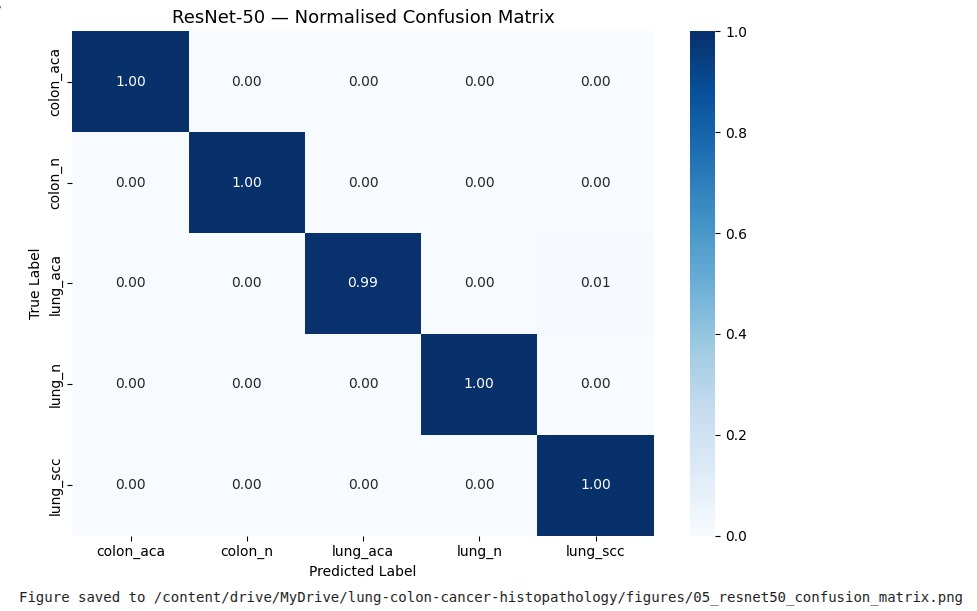 ResNet-50 — Normalised Confusion Matrix
colon_aca 1.00 0.00 0.00 0.00 0.00
colon_n 0.00 1.00 0.00 0.00 0.00
lung_aca 0.00 0.00 0.99 0.00 0.01
lung_n 0.00 0.00 0.00 1.00 0.00
lung_scc 0.00 0.00 0.00 0.00 1.00
True Label
colon_aca colon_n lung_aca lung_n lung_scc
Predicted Label
1.0
0.8
0.6
0.4
0.2
0.0
Figure saved to /content/drive/MyDrive/lung-colon-cancer-histopathology/figures/05_resnet50_confusion_matrix.png